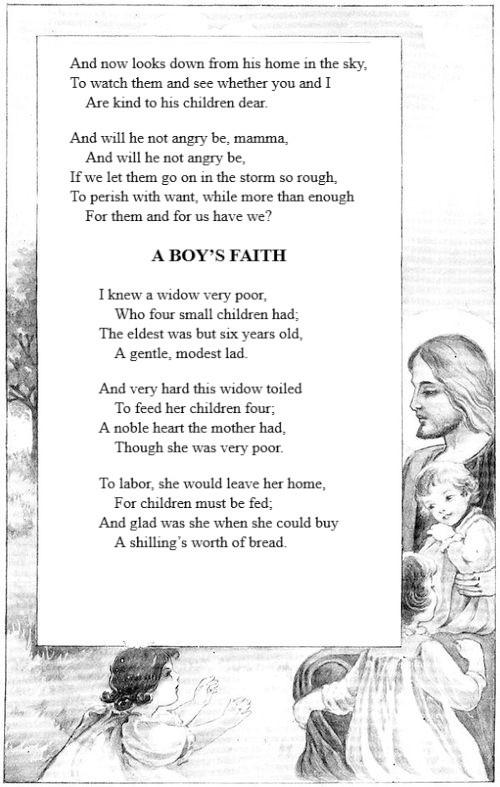 And now looks down from his home in the sky,
To watch them and see whether you and I
Are kind to his children dear.
And will he not angry be, mamma,
And will he not angry be,
If we let them go on in the storm so rough,
To perish with want, while more than enough
For them and for us have we?
A BOY'S FAITH
I knew a widow very poor,
Who four small children had;
The eldest was but six years old,
A gentle, modest lad.
And very hard this widow toiled
To feed her children four;
A noble heart the mother had,
Though she was very poor.
To labor, she would leave her home,
For children must be fed;
And glad was she when she could buy
A shilling's worth of bread.